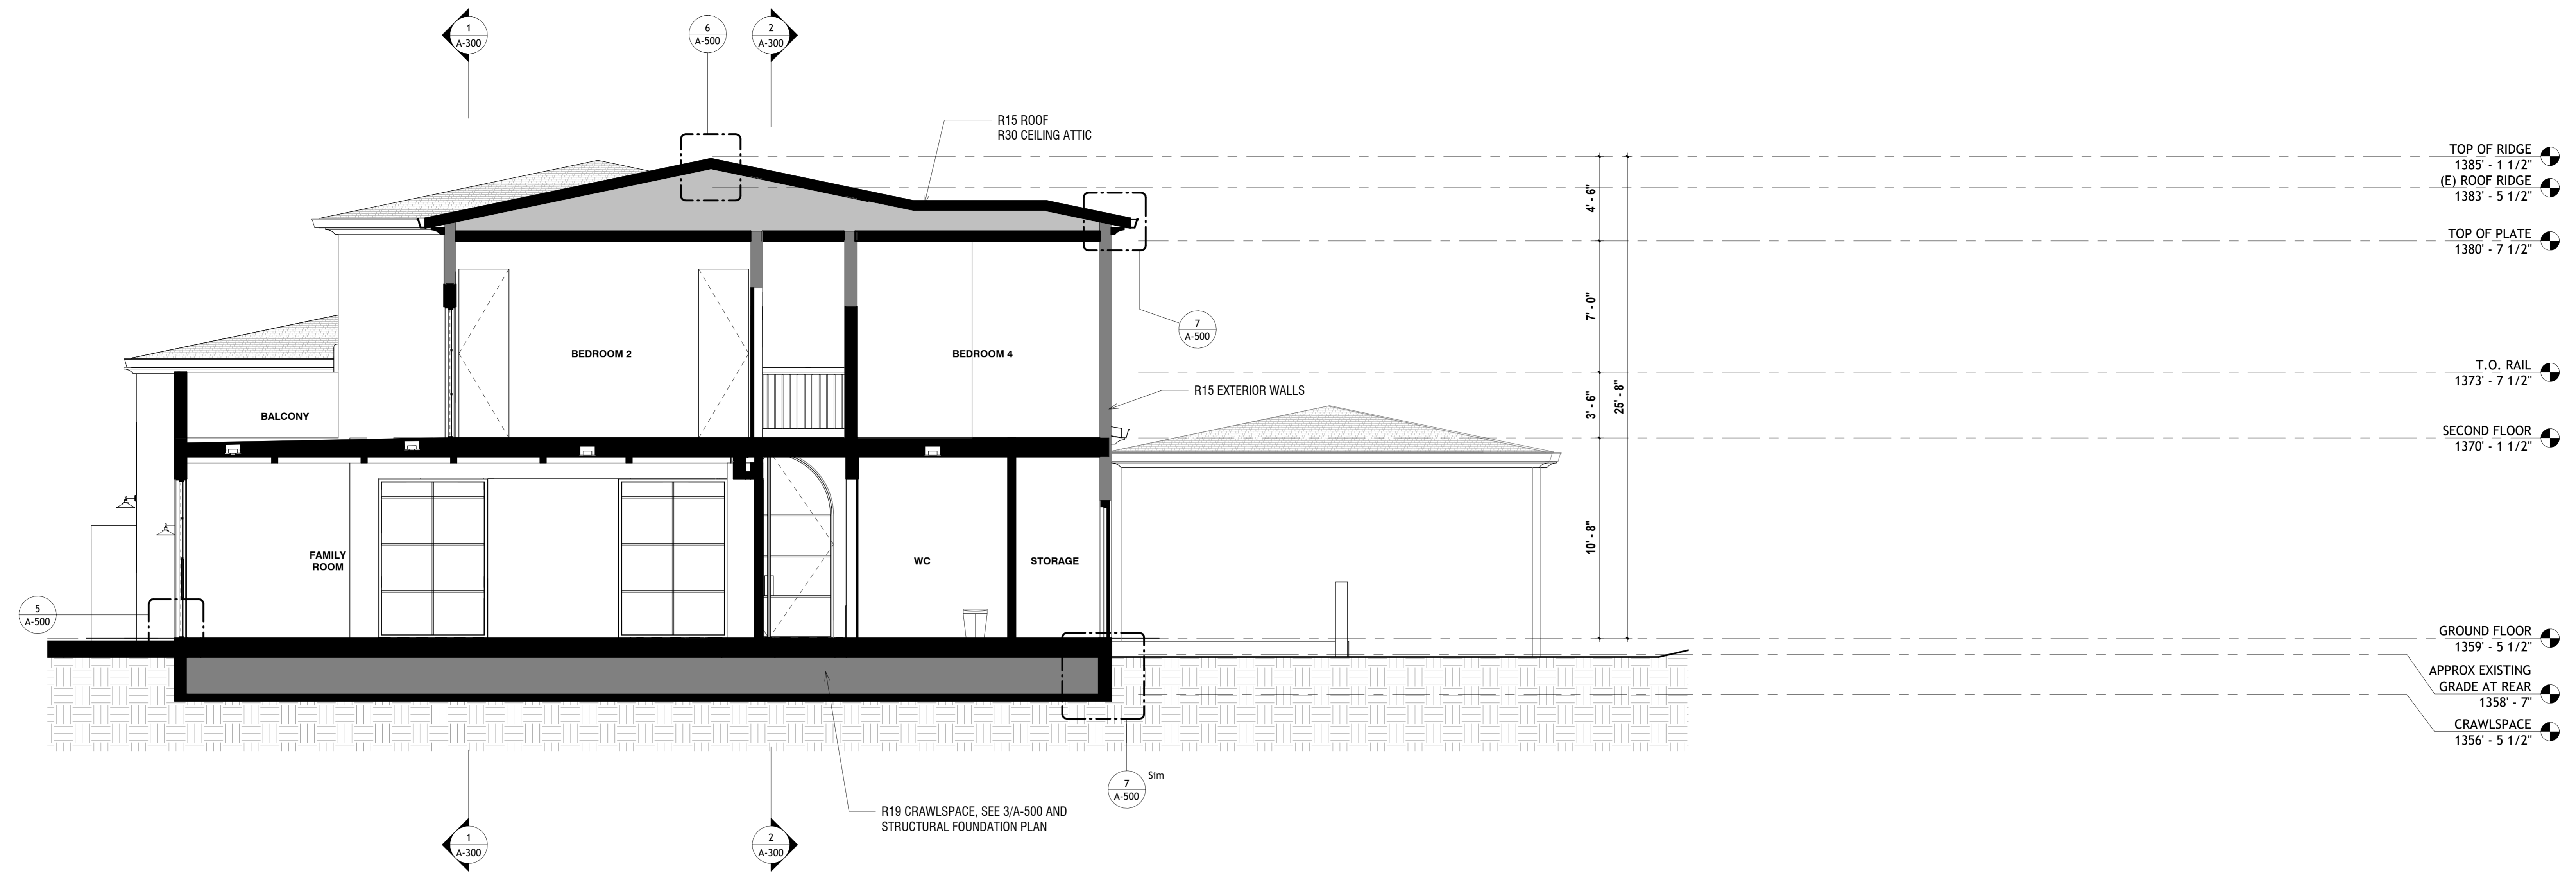 1
A-300
6
A-500
2
A-300
R15 ROOF
R30 CEILING ATTIC
TOP OF RIDGE
1385' - 1 1/2"
(E) ROOF RIDGE
1383' - 5 1/2"
4' - 6"
TOP OF PLATE
1380' - 7 1/2"
7' - 0"
7
A-500
BEDROOM 2
BEDROOM 4
T.O. RAIL
1373' - 7 1/2"
R15 EXTERIOR WALLS
3' - 6"
25' - 8"
BALCONY
SECOND FLOOR
1370' - 1 1/2"
10' - 8"
FAMILY
ROOM
WC
STORAGE
5
A-500
GROUND FLOOR
1359' - 5 1/2"
APPROX EXISTING
GRADE AT REAR
1358' - 7"
CRAWLSPACE
1356' - 5 1/2"
7
A-500
Sim
R19 CRAWLSPACE, SEE 3/A-500 AND
STRUCTURAL FOUNDATION PLAN
1
A-300
2
A-300